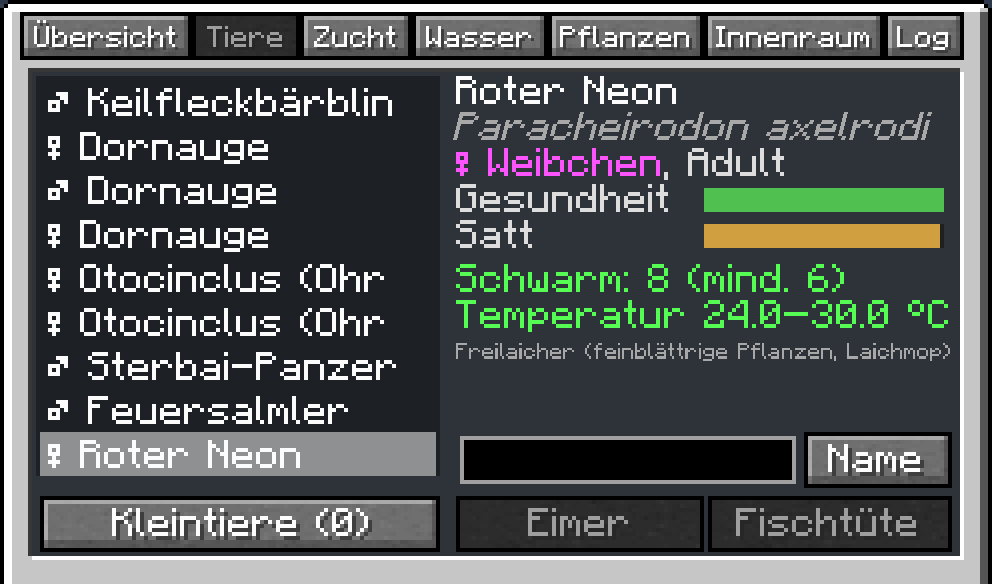 Übersicht Tiere Zucht Wasser Pflanzen Innenraum Log
♂ Keilfleckbärblin
♀ Dornauge
♂ Dornauge
♀ Dornauge
♀ Otocinclus (Ohr
♀ Otocinclus (Ohr
♂ Sterbai-Panzer
♂ Feuersalmler
♀ Roter Neon
Kleintiere (0)
Roter Neon
Paracheirodon axelrodi
♀ Weibchen, Adult
Gesundheit
Satt
Schwarm: 8 (mind. 6)
Temperatur 24.0–30.0 °C
Freilaicher (feinblättrige Pflanzen, Laichmop)
Name
Eimer Fischtüte